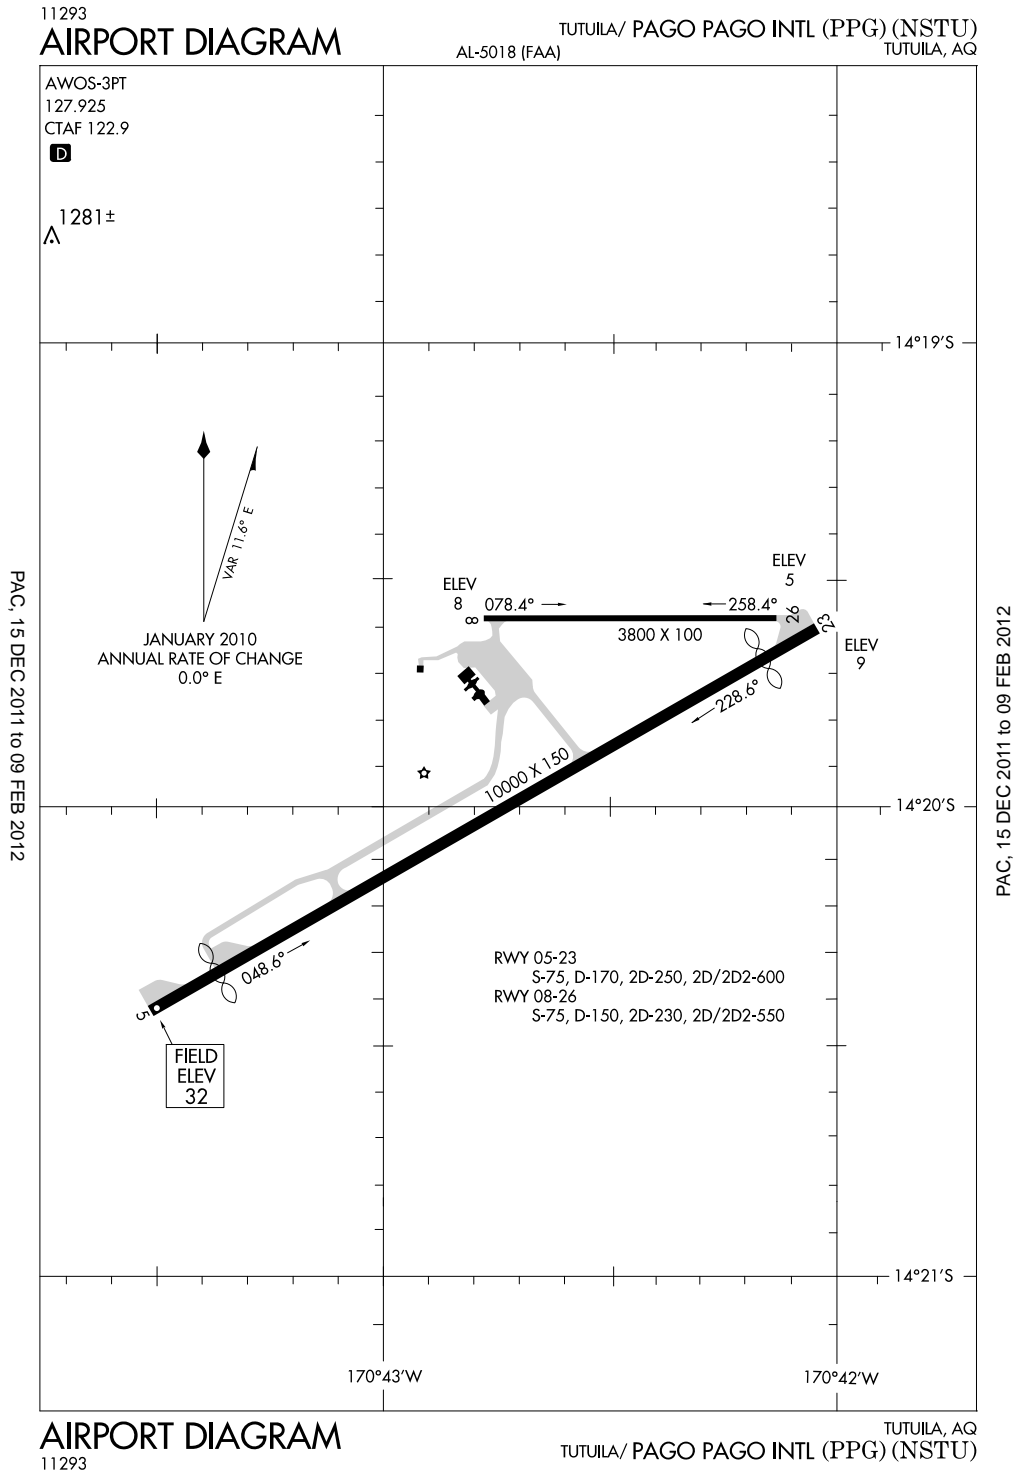 11293
AIRPORT DIAGRAM
AL-5018 (FAA)
TUTUILA/ PAGO PAGO INTL (PPG) (NSTU)
TUTUILA, AQ
AWOS-3PT
127.925
CTAF 122.9
D
1281±
14°19'S
VAR 11.6° E
JANUARY 2010
ANNUAL RATE OF CHANGE
0.0° E
ELEV
8
8
078.4°
258.4°
3800 X 100
ELEV
5
26
23
ELEV
9
228.6°
10000 X 150
14°20'S
048.6°
5
FIELD
ELEV
32
RWY 05-23
S-75, D-170, 2D-250, 2D/2D2-600
RWY 08-26
S-75, D-150, 2D-230, 2D/2D2-550
14°21'S
170°43'W
170°42'W
PAC, 15 DEC 2011 to 09 FEB 2012
PAC, 15 DEC 2011 to 09 FEB 2012
AIRPORT DIAGRAM
11293
TUTUILA, AQ
TUTUILA/ PAGO PAGO INTL (PPG) (NSTU)